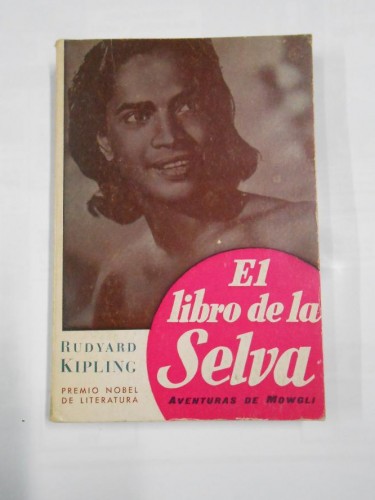 El
libro de la
Selva
AVENTURAS DE MOWGLI
RUDYARD
KIPLING
PREMIO NOBEL
DE LITERATURA